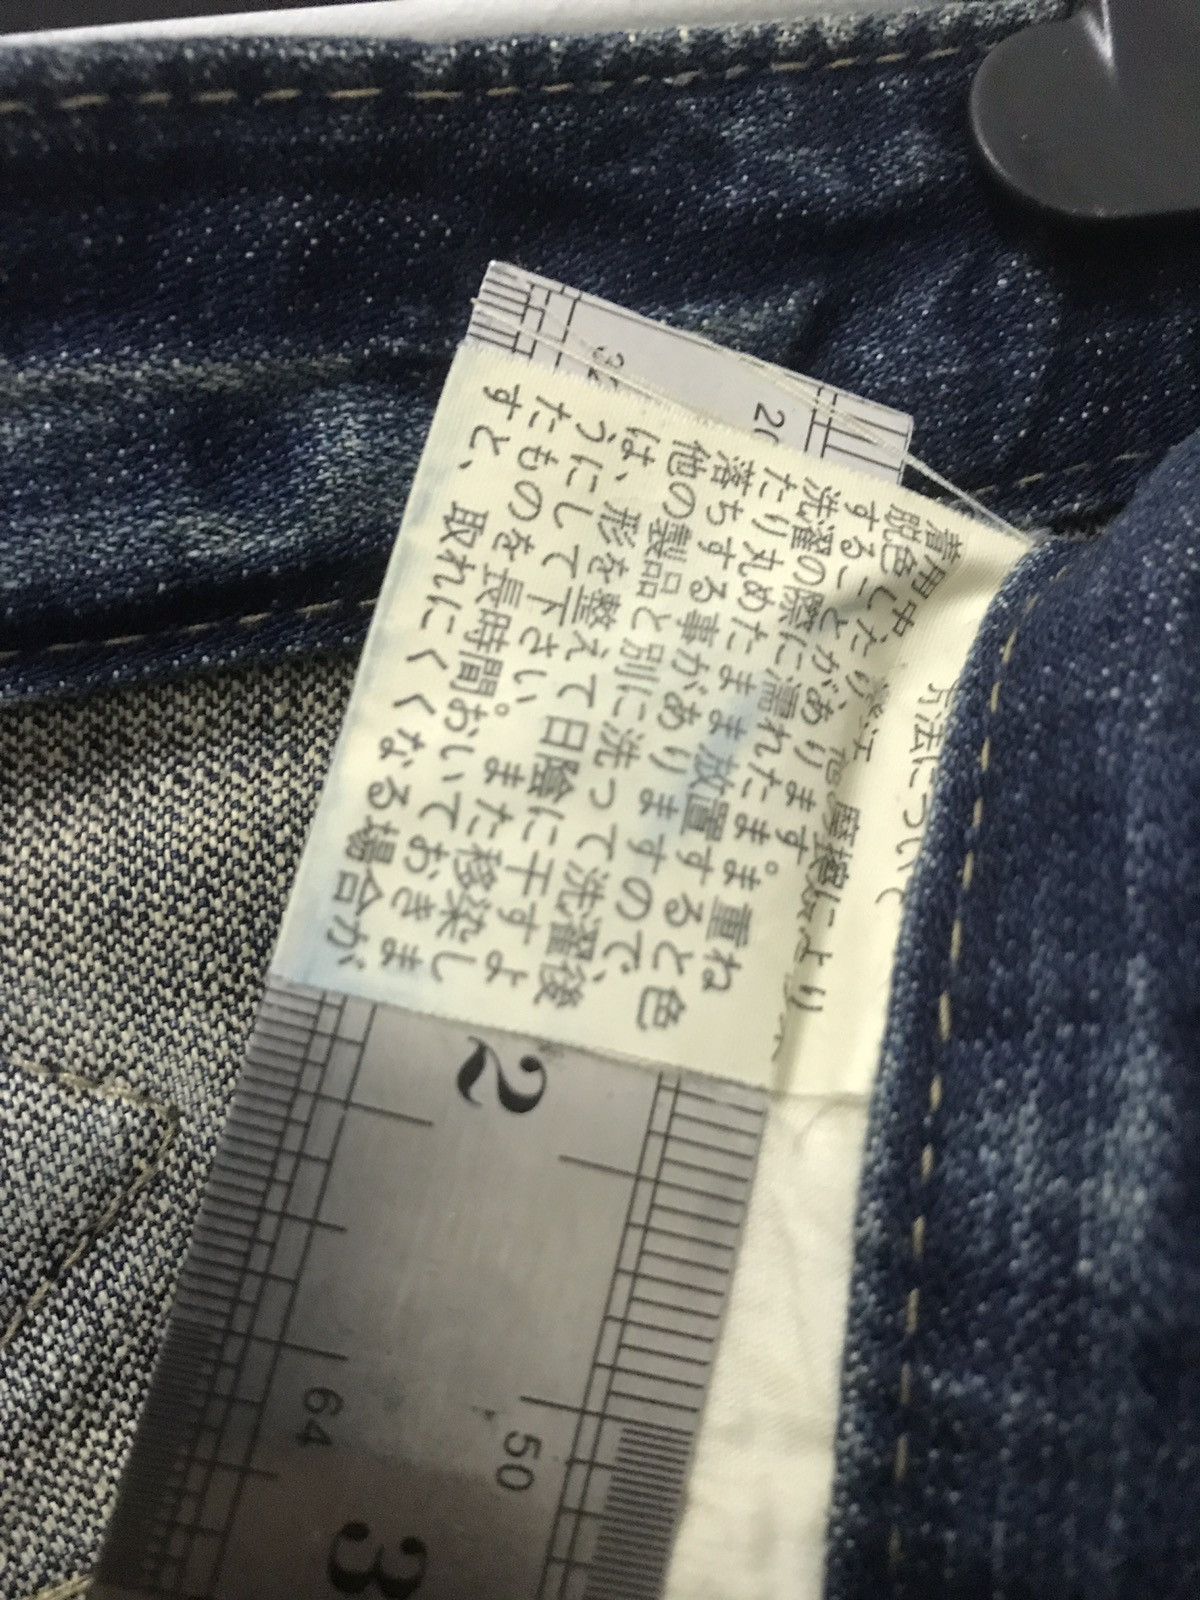 方法について
着用中 摩擦により
脱色したり
することがあります。
洗濯の際に濡れたまま重ね
たり丸めたまま放置すると色
落ちする事がありますので、
他の製品と別に洗って洗濯後
は、形を整えて日陰に干すよ
うにして下さい。また移染し
たものを長時間おいておきま
すと、取れにくくなる場合が
32
20
2
64
50
3